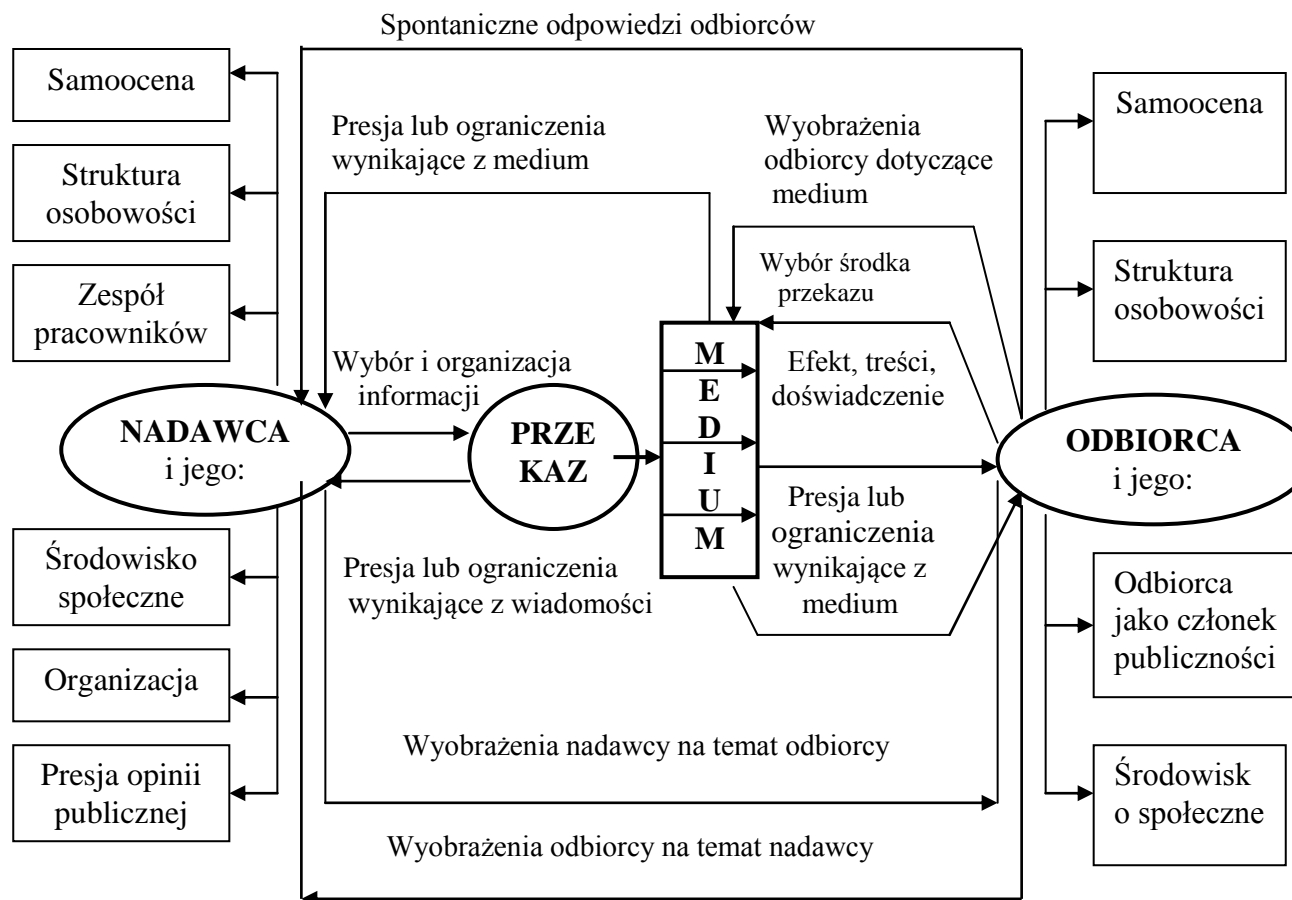 Spontaniczne odpowiedzi odbiorców
Samoocena
Struktura
osobowości
Zespół
pracowników
NADAWCA
i jego:
Środowisko
społeczne
Organizacja
Presja opinii
publicznej
Presja lub ograniczenia
wynikające z medium
Wybór i organizacja
informacji
PRZE
KAZ
Presja lub ograniczenia
wynikające z wiadomości
M
E
D
I
U
M
Wyobrażenia
odbiorcy dotyczące
medium
Wybór środka
przekazu
Efekt, treści,
doświadczenie
Presja lub
ograniczenia
wynikające z
medium
Samoocena
Struktura
osobowości
ODBIORCA
i jego:
Odbiorca
jako członek
publiczności
Środowisk
o społeczne
Wyobrażenia nadawcy na temat odbiorcy
Wyobrażenia odbiorcy na temat nadawcy